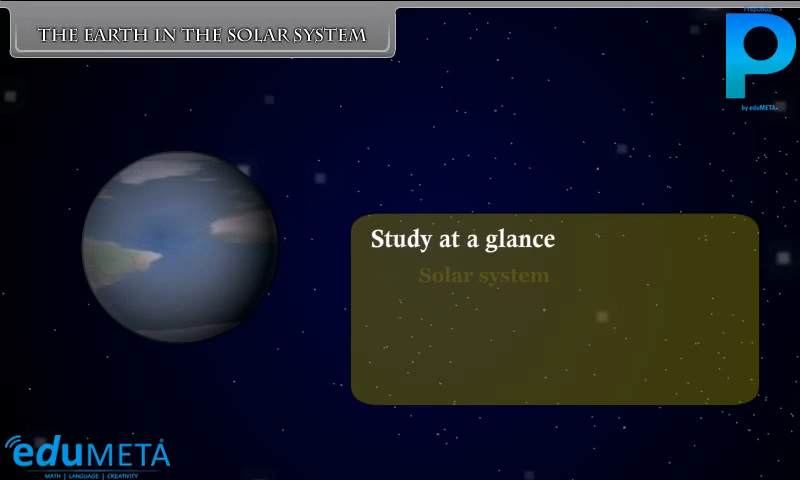 THE EARTH IN THE SOLAR SYSTEM
by eduMETA
Study at a glance
Solar system
eduMETA
MATH | LANGUAGE | CREATIVITY